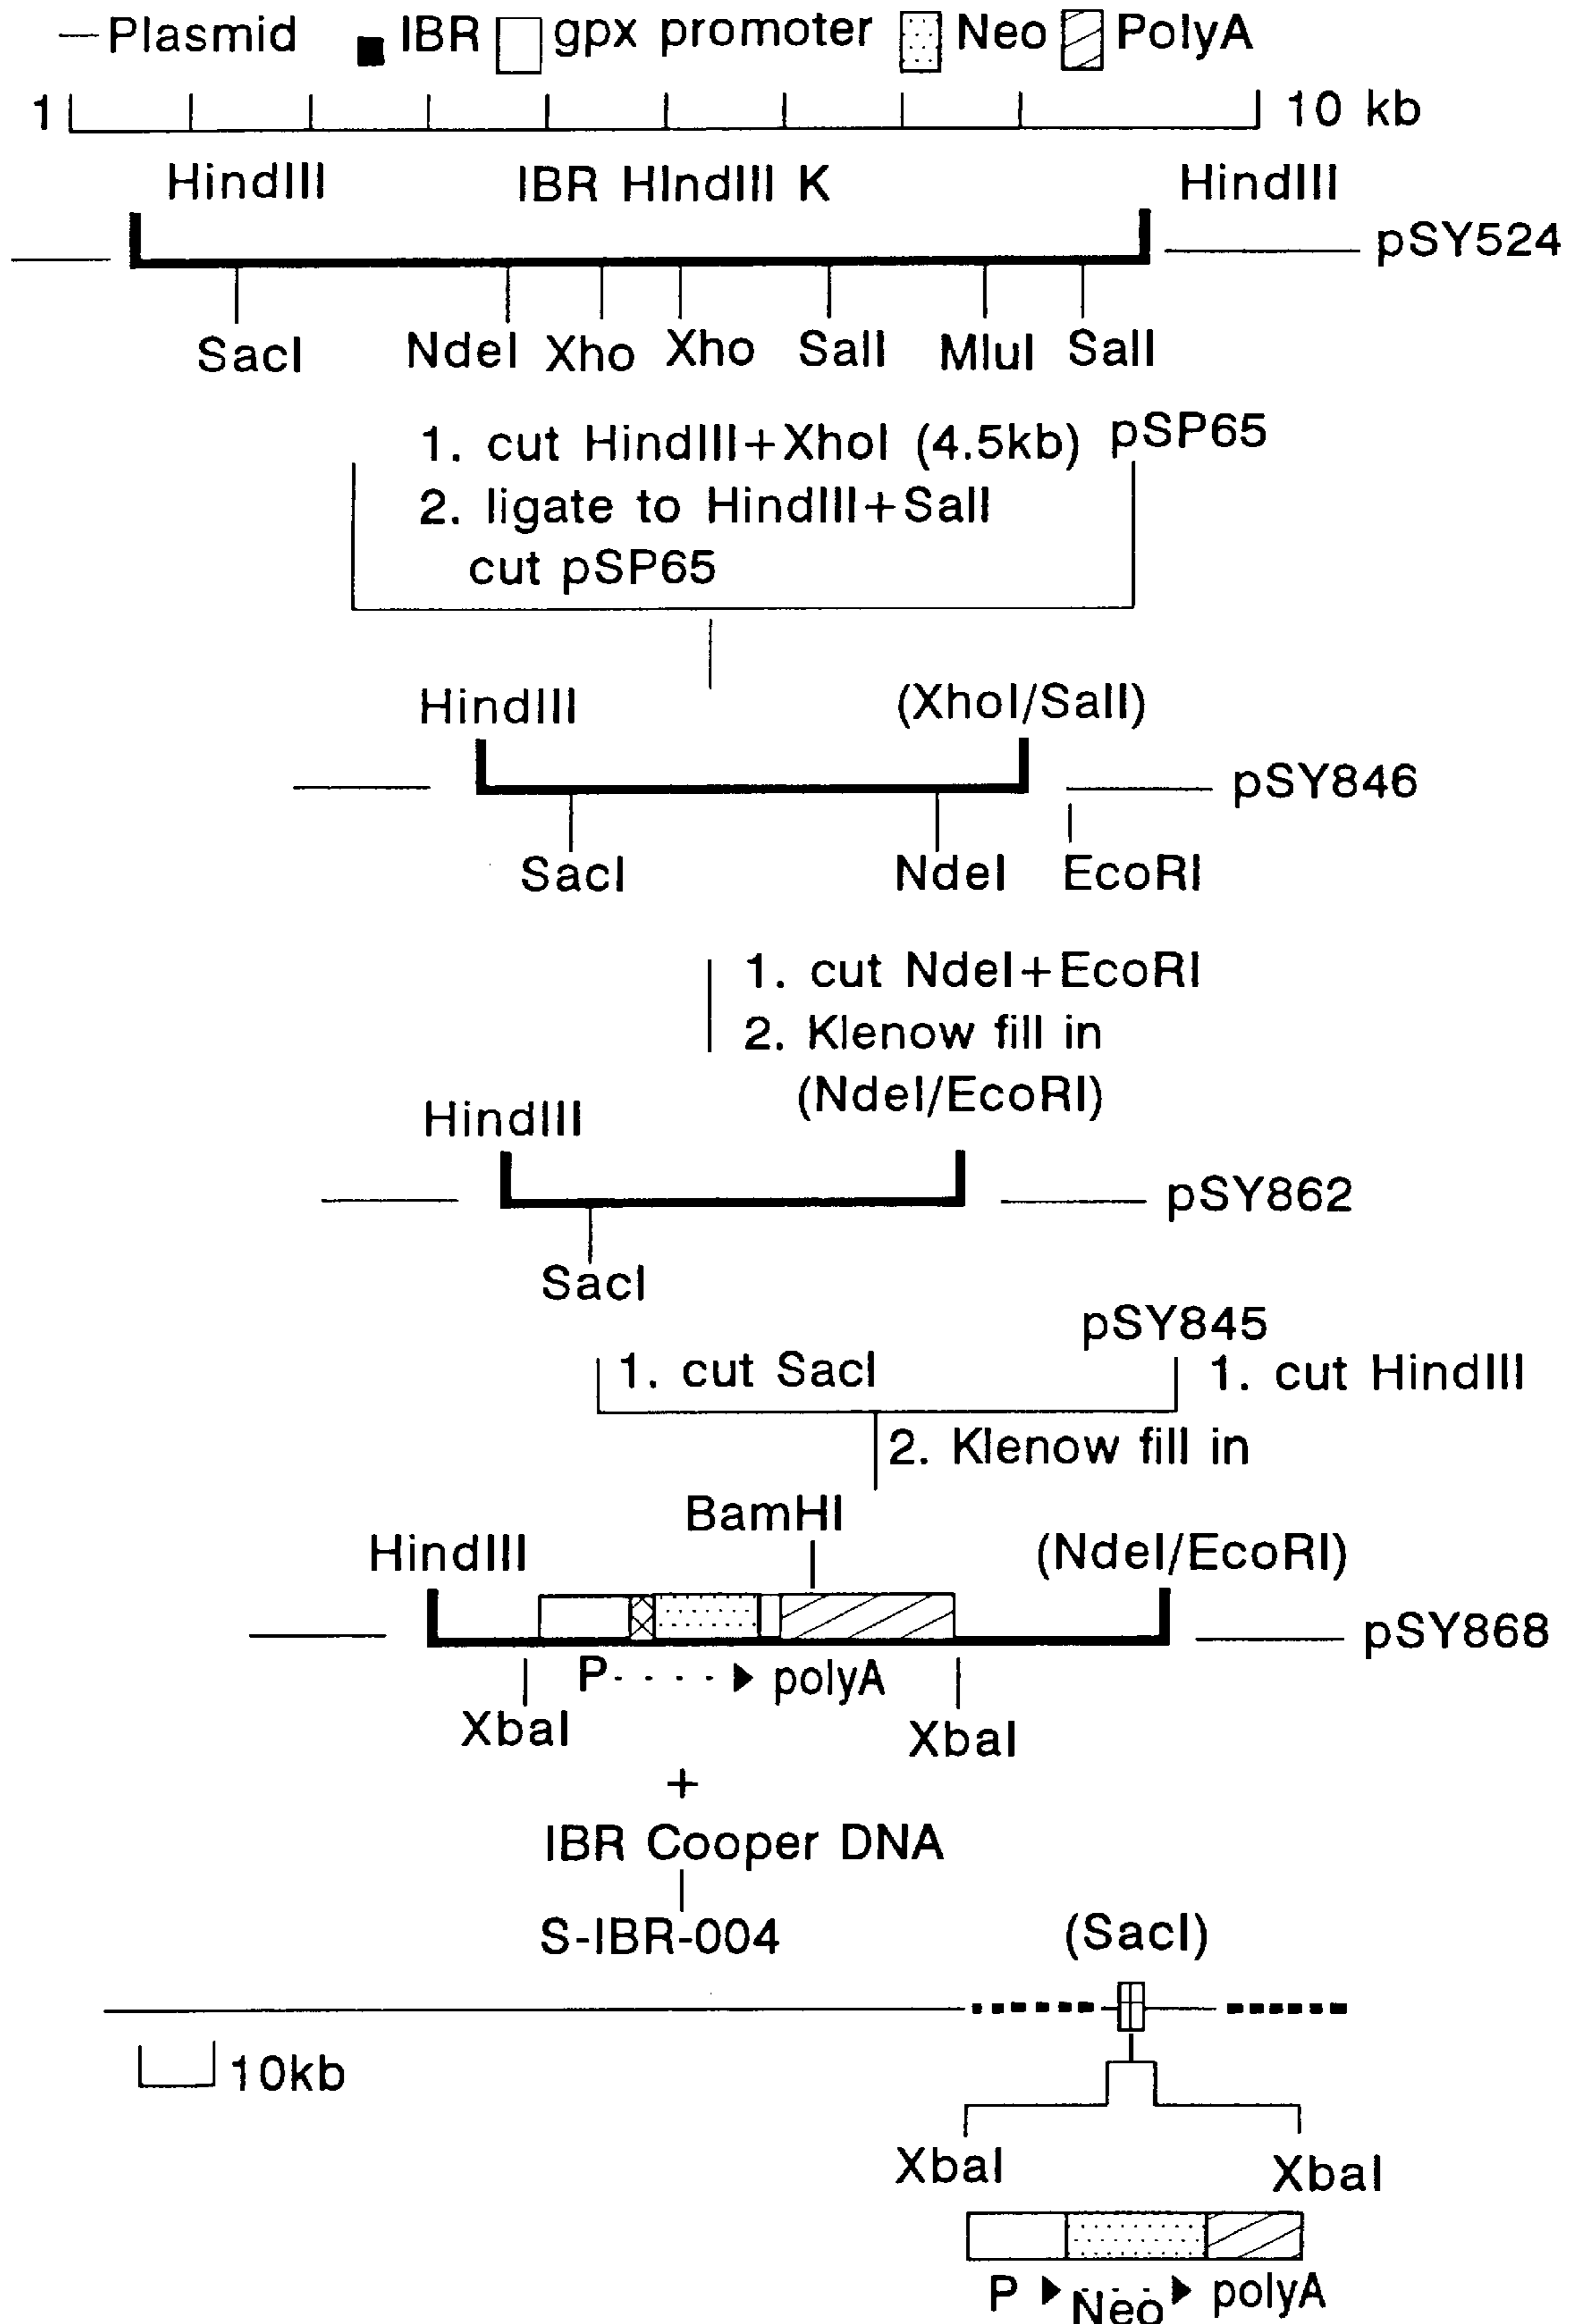 Plasmid IBR gpx promoter Neo PolyA
1 10 kb
HindIII IBR HIndIII K HindIII
pSY524
SacI NdeI Xho Xho SalI MluI SalI
1. cut HindIII+XhoI (4.5kb) pSP65
2. ligate to HindIII+SalI
cut pSP65
HindIII (XhoI/SalI)
pSY846
SacI NdeI EcoRI
1. cut NdeI+EcoRI
2. Klenow fill in
(NdeI/EcoRI)
HindIII
pSY862
SacI
pSY845
1. cut SacI 1. cut HindIII
2. Klenow fill in
BamHI
HindIII (NdeI/EcoRI)
pSY868
P polyA
XbaI XbaI
+
IBR Cooper DNA
S-IBR-004 (SacI)
10kb
XbaI XbaI
P Neo polyA